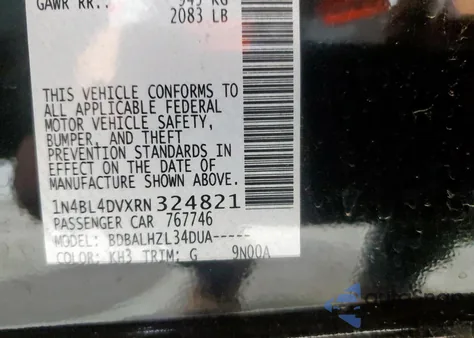 GAWR RR.: 945 KG
2083 LB
THIS VEHICLE CONFORMS TO
ALL APPLICABLE FEDERAL
MOTOR VEHICLE SAFETY,
BUMPER, AND THEFT
PREVENTION STANDARDS IN
EFFECT ON THE DATE OF
MANUFACTURE SHOWN ABOVE.
1N4BL4DVXRN324821
PASSENGER CAR 767746
MODEL: BDBALHZL34DUA-----
COLOR: KH3 TRIM: G 9N00A